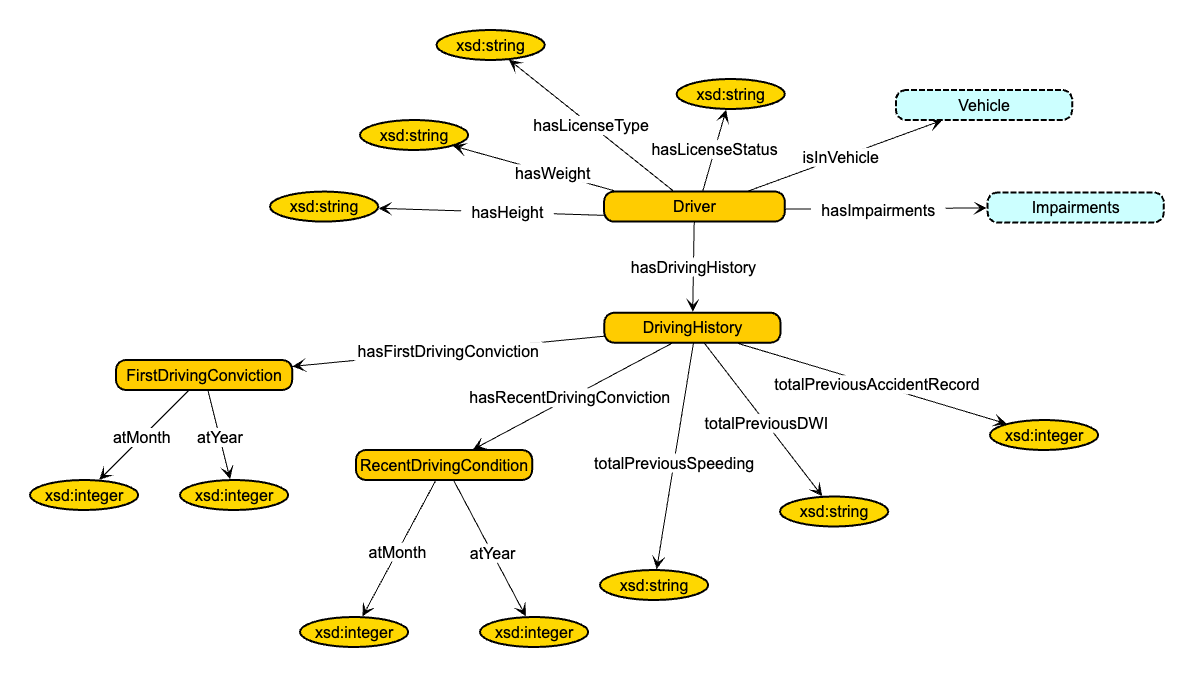 xsd:string
xsd:string
Vehicle
hasLicenseType
xsd:string
hasLicenseStatus
isInVehicle
hasWeight
xsd:string
hasHeight
Driver
hasImpairments
Impairments
hasDrivingHistory
DrivingHistory
hasFirstDrivingConviction
FirstDrivingConviction
totalPreviousAccidentRecord
hasRecentDrivingConviction
totalPreviousDWI
atMonth
atYear
xsd:integer
totalPreviousSpeeding
RecentDrivingCondition
xsd:integer
xsd:integer
xsd:string
atMonth
atYear
xsd:string
xsd:integer
xsd:integer